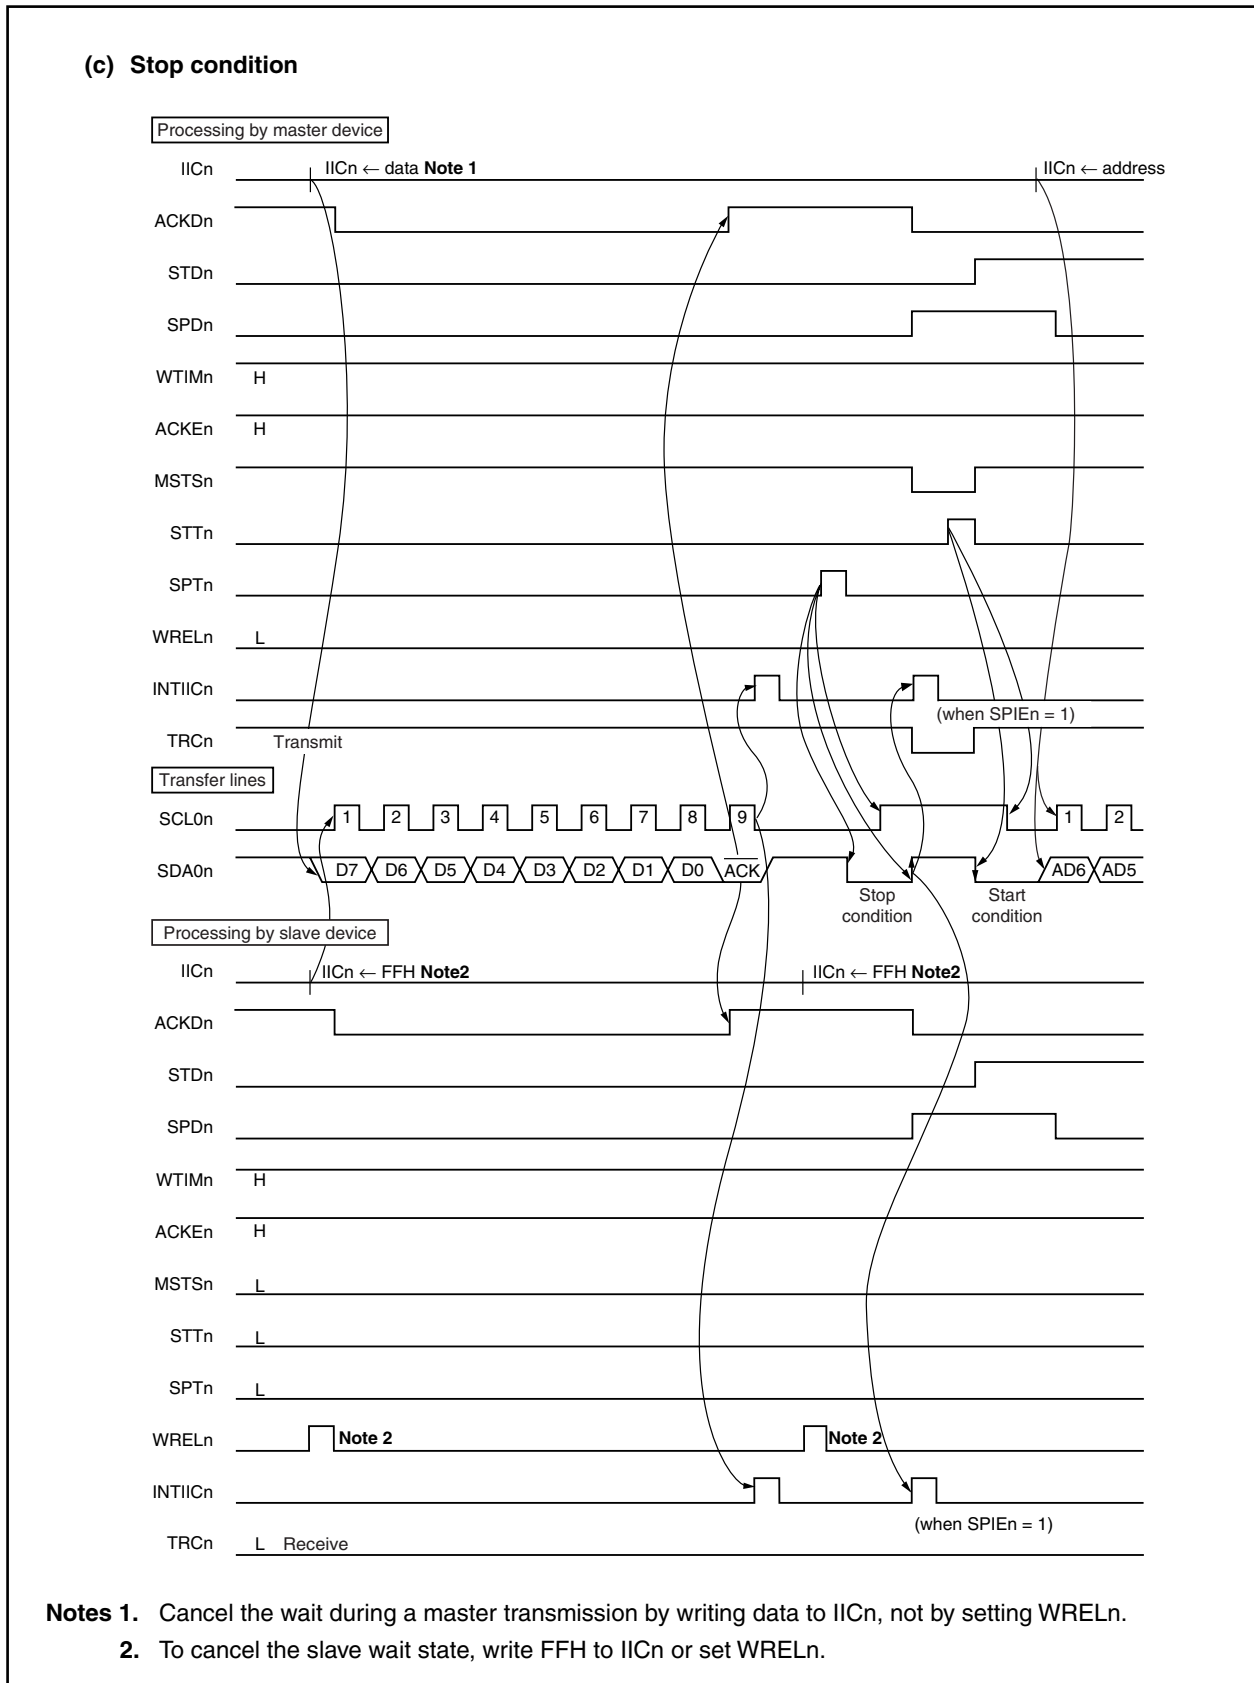 (c) Stop condition
Processing by master device
IICn IICn ← data Note 1 IICn ← address
ACKDn
STDn
SPDn
WTIMn H
ACKEn H
MSTSn
STTn
SPTn
WRELn L
INTIICn
(when SPIEn = 1)
TRCn Transmit
Transfer lines
SCL0n 1 2 3 4 5 6 7 8 9 1 2
SDA0n D7 D6 D5 D4 D3 D2 D1 D0 ACK AD6 AD5
Stop condition Start condition
Processing by slave device
IICn IICn ← FFH Note2 IICn ← FFH Note2
ACKDn
STDn
SPDn
WTIMn H
ACKEn H
MSTSn L
STTn L
SPTn L
WRELn Note 2 Note 2
INTIICn
(when SPIEn = 1)
TRCn L Receive
Notes 1. Cancel the wait during a master transmission by writing data to IICn, not by setting WRELn.
2. To cancel the slave wait state, write FFH to IICn or set WRELn.